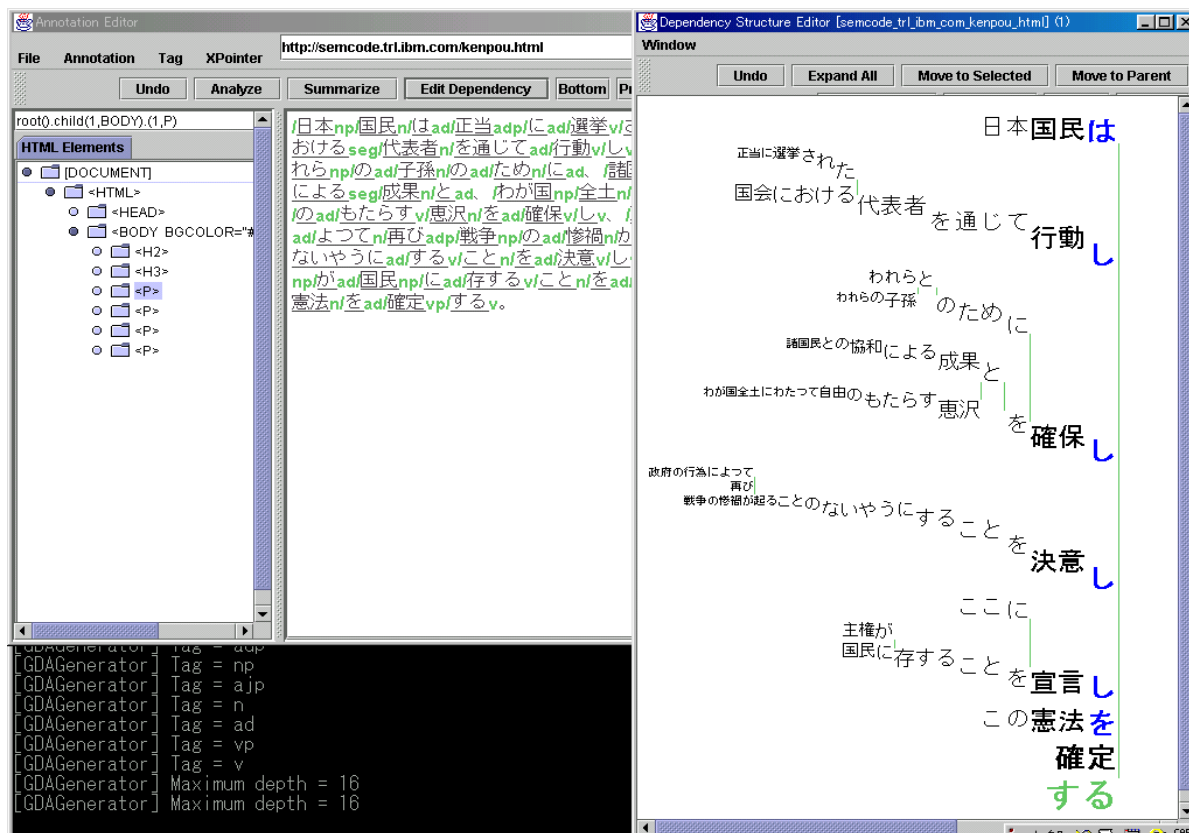 Annotation Editor
File Annotation Tag XPointer
http://semcode.trl.ibm.com/kenpou.html
Undo Analyze Summarize Edit Dependency Bottom
root().child(1,BODY).(1,P)
HTML Elements
[DOCUMENT]
<HTML>
<HEAD>
<BODY BGCOLOR="#
<H2>
<H3>
<P>
<P>
<P>
<P>
/日本np/国民n/はad/正当adp/にad/選挙v/さ
おけるseg/代表者n/を通じてad/行動v/しv
れらnp/のad/子孫n/のad/ためn/にad、/諸国
によるseg/成果n/とad、/わが国np/全土n/
/のad/もたらすv/恵沢n/をad/確保v/しv、/
ad/よつてn/再びadp/戦争np/のad/惨禍n/か
ないやうにad/するv/ことn/をad/決意v/し
np/がad/国民np/にad/存するv/ことn/をad/
憲法n/をad/確定vp/するv。
[GDAGenerator] Tag = adp
[GDAGenerator] Tag = np
[GDAGenerator] Tag = ajp
[GDAGenerator] Tag = n
[GDAGenerator] Tag = ad
[GDAGenerator] Tag = vp
[GDAGenerator] Tag = v
[GDAGenerator] Maximum depth = 16
[GDAGenerator] Maximum depth = 16
Dependency Structure Editor [semcode_trl_ibm_com_kenpou_html] (1)
Window
Undo Expand All Move to Selected Move to Parent
日本国民は
正当に選挙された
国会における代表者を通じて
行動し
われらと
われらの子孫のために
諸国民との協和による成果と
わが国全土にわたつて自由のもたらす恵沢を
確保し
政府の行為によつて
再び
戦争の惨禍が起ることのないやうにすることを
決意し
ここに
主権が
国民に存することを
宣言し
この憲法を
確定
する